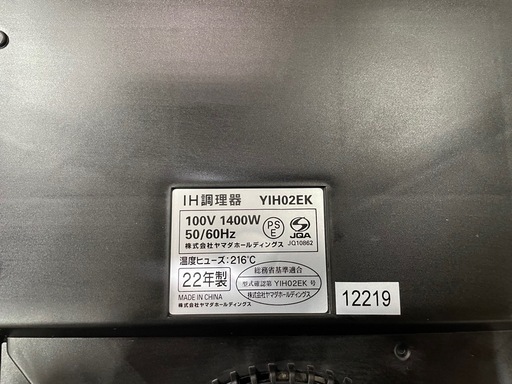 IH調理器 YIH02EK
100V 1400W
50/60Hz
PS
E
JQA
株式会社ヤマダホールディングス
JQ10862
温度ヒューズ:216℃
22年製
総務省基準適合
型式確認第 YIH02EK 号
株式会社ヤマダホールディングス
MADE IN CHINA
株式会社ヤマダホールディングス
12219